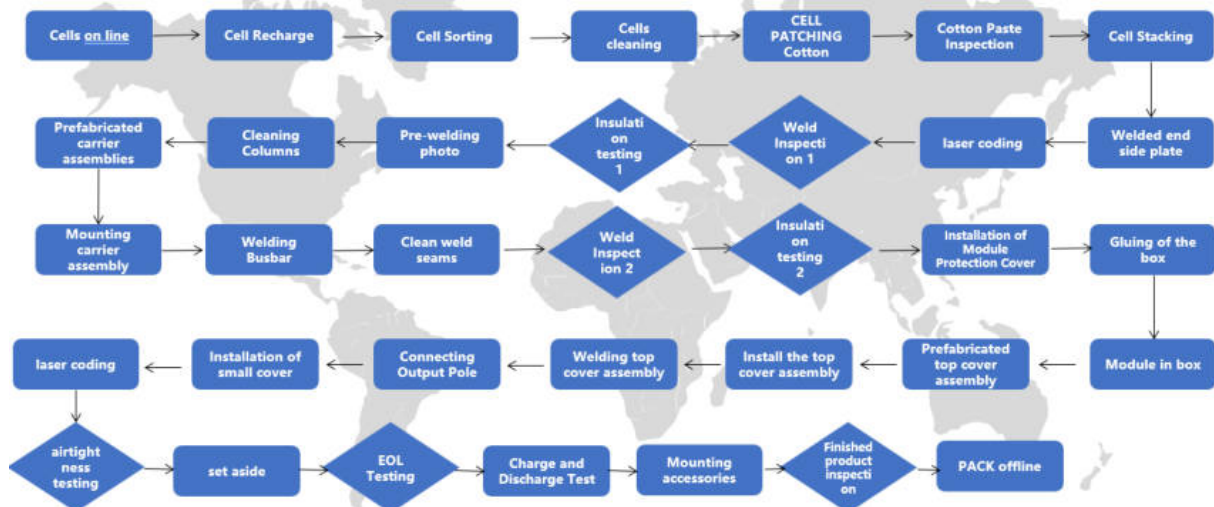 Cells on line
Cell Recharge
Cell Sorting
Cells
cleaning
CELL
PATCHING
Cotton
Cotton Paste
Inspection
Cell Stacking
Prefabricated
carrier
assemblies
Cleaning
Columns
Pre-welding
photo
Insulati
on
testing
1
Weld
Inspecti
on 1
laser coding
Welded end
side plate
Mounting
carrier
assembly
Welding
Busbar
Clean weld
seams
Weld
Inspect
ion 2
Insulati
on
testing
2
Installation of
Module
Protection Cover
Gluing of the
box
laser coding
Installation of
small cover
Connecting
Output Pole
Welding top
cover assembly
Install the top
cover assembly
Prefabricated
top cover
assembly
Module in box
airtight
ness
testing
set aside
EOL
Testing
Charge and
Discharge Test
Mounting
accessories
Finished
product
inspecti
on
PACK offline